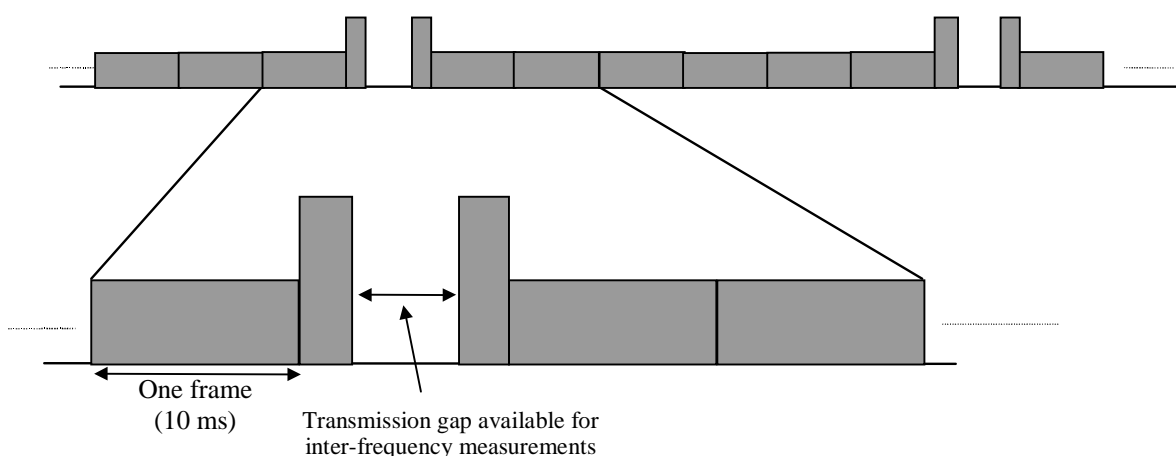 One frame
(10 ms)
Transmission gap available for
inter-frequency measurements